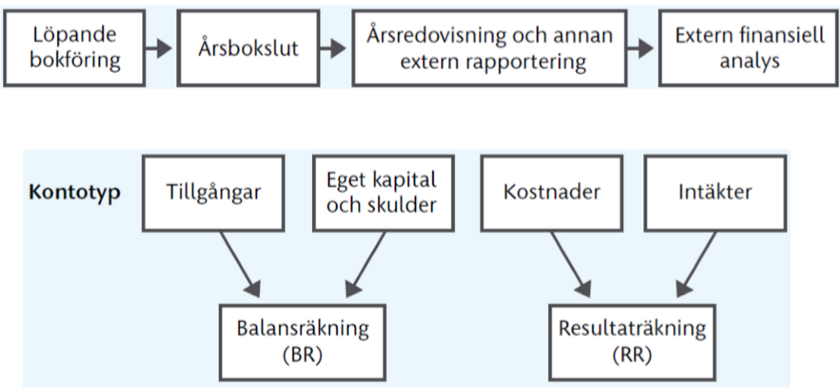 Löpande
bokföring
Årsbokslut
Årsredovisning och annan
extern rapportering
Extern finansiell
analys
Kontotyp
Tillgångar
Eget kapital
och skulder
Kostnader
Intäkter
Balansräkning
(BR)
Resultaträkning
(RR)